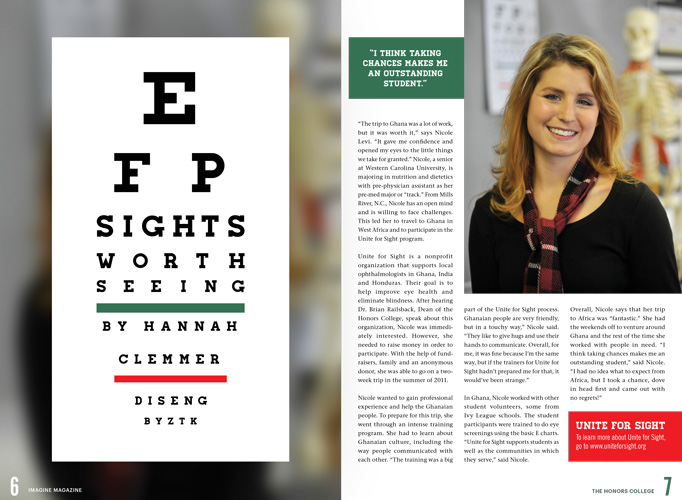 E
F P
SIGHTS
WORTH
SEEING
BY HANNAH
CLEMMER
DISENG
BYZTK
6 IMAGINE MAGAZINE
"I THINK TAKING
CHANCES MAKES ME
AN OUTSTANDING
STUDENT."
"The trip to Ghana was a lot of work,
but it was worth it," says Nicole
Levi. "It gave me confidence and
opened my eyes to the little things
we take for granted." Nicole, a senior
at Western Carolina University, is
majoring in nutrition and dietetics
with pre-physician assistant as her
pre-med major or "track." From Mills
River, N.C., Nicole has an open mind
and is willing to face challenges.
This led her to travel to Ghana in
West Africa and to participate in the
Unite for Sight program.
Unite for Sight is a nonprofit
organization that supports local
ophthalmologists in Ghana, India
and Honduras. Their goal is to
help improve eye health and
eliminate blindness. After hearing
Dr. Brian Railsback, Dean of the
Honors College, speak about this
organization, Nicole was immedi-
ately interested. However, she
needed to raise money in order to
participate. With the help of fund-
raisers, family and an anonymous
donor, she was able to go on a two-
week trip in the summer of 2011.
Nicole wanted to gain professional
experience and help the Ghanaian
people. To prepare for this trip, she
went through an intense training
program. She had to learn about
Ghanaian culture, including the
way people communicated with
each other. "The training was a big
part of the Unite for Sight process.
Ghanaian people are very friendly,
but in a touchy way," Nicole said.
"They like to give hugs and use their
hands to communicate. Overall, for
me, it was fine because I'm the same
way, but if the trainers for Unite for
Sight hadn't prepared me for that, it
would've been strange."
In Ghana, Nicole worked with other
student volunteers, some from
Ivy League schools. The student
participants were trained to do eye
screenings using the basic E charts.
"Unite for Sight supports students as
well as the communities in which
they serve," said Nicole.
Overall, Nicole says that her trip
to Africa was "fantastic." She had
the weekends off to venture around
Ghana and the rest of the time she
worked with people in need. "I
think taking chances makes me an
outstanding student," said Nicole.
"I had no idea what to expect from
Africa, but I took a chance, dove
in head first and came out with
no regrets!"
UNITE FOR SIGHT
To learn more about Unite for Sight,
go to www.uniteforsight.org
THE HONORS COLLEGE 7